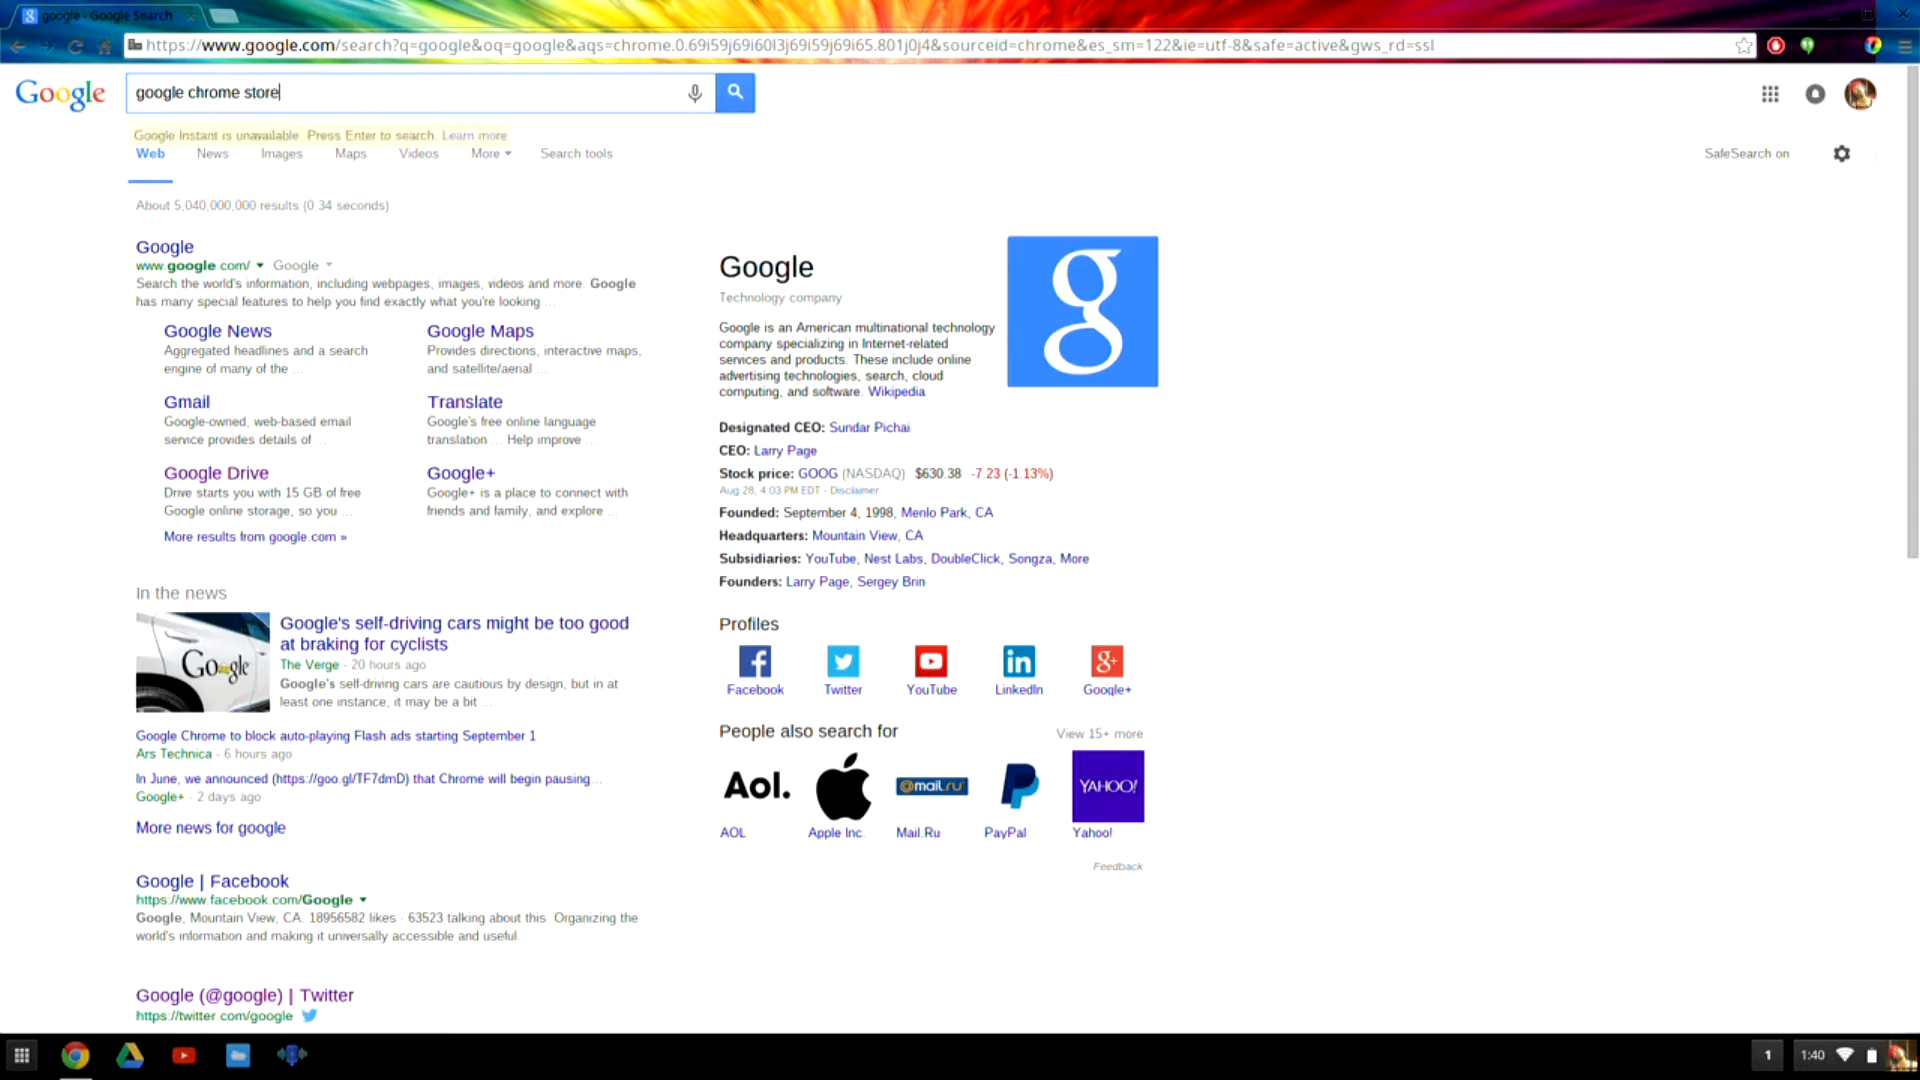 google - Google Search
https://www.google.com/search?q=google&oq=google&aqs=chrome.0.69i59j69i60l3j69i59j69i65.801j0j4&sourceid=chrome&es_sm=122&ie=utf-8&safe=active&gws_rd=ssl
Google
google chrome store
Google Instant is unavailable. Press Enter to search. Learn more
Web News Images Maps Videos More Search tools SafeSearch on
About 5,040,000,000 results (0.34 seconds)
Google
www.google.com/ Google
Search the world's information, including webpages, images, videos and more. Google
has many special features to help you find exactly what you're looking ...
Google News
Aggregated headlines and a search
engine of many of the ...
Google Maps
Provides directions, interactive maps,
and satellite/aerial ...
Gmail
Google-owned, web-based email
service provides details of ...
Translate
Google's free online language
translation ... Help improve ...
Google Drive
Drive starts you with 15 GB of free
Google online storage, so you ...
Google+
Google+ is a place to connect with
friends and family, and explore ...
More results from google.com »
In the news
Google
Google's self-driving cars might be too good
at braking for cyclists
The Verge - 20 hours ago
Google's self-driving cars are cautious by design, but in at
least one instance, it may be a bit ...
Google Chrome to block auto-playing Flash ads starting September 1
Ars Technica - 6 hours ago
In June, we announced (https://goo.gl/TF7dmD) that Chrome will begin pausing...
Google+ - 2 days ago
More news for google
Google | Facebook
https://www.facebook.com/Google
Google, Mountain View, CA. 18956582 likes · 63523 talking about this. Organizing the
world's information and making it universally accessible and useful.
Google (@google) | Twitter
https://twitter.com/google
Google
Technology company
g
Google is an American multinational technology
company specializing in Internet-related
services and products. These include online
advertising technologies, search, cloud
computing, and software. Wikipedia
Designated CEO: Sundar Pichai
CEO: Larry Page
Stock price: GOOG (NASDAQ) $630.38 -7.23 (-1.13%)
Aug 28, 4:03 PM EDT - Disclaimer
Founded: September 4, 1998, Menlo Park, CA
Headquarters: Mountain View, CA
Subsidiaries: YouTube, Nest Labs, DoubleClick, Songza, More
Founders: Larry Page, Sergey Brin
Profiles
Facebook Twitter YouTube LinkedIn Google+
People also search for View 15+ more
Aol. @mail.ru YAHOO!
AOL Apple Inc. Mail.Ru PayPal Yahoo!
Feedback
1 1:40